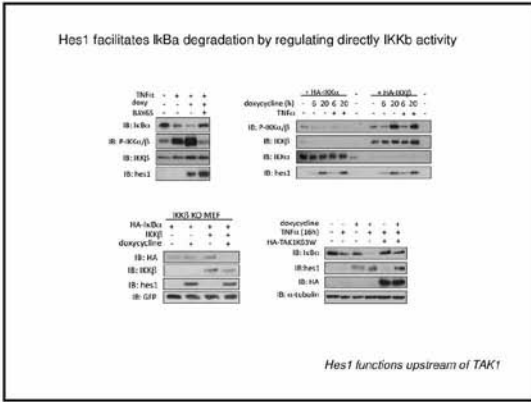 Hes1 facilitates IkBa degradation by regulating directly IKKb activity
TNFα - + + +
doxy - - + +
BAY65 - - - +
IB: IκBα
IB: P-IKKα/β
IB: IKKβ
IB: hes1
+ HA-IKKα - + HA-IKKβ -
doxycycline (h) - 6 20 6 20 - 6 20 6 20 -
TNFα
IB: P-IKKα/β
IB: IKKβ
IB: IKKα
IB: hes1
IKKβ KO MEF
HA-IκBα + + + +
IKKβ - - + +
doxycycline - + - +
IB: HA
IB: IKKβ
IB: hes1
IB: GFP
doxycycline
TNFα (16h)
HA-TAK1K63W
IB: IκBα
IB:hes1
IB: HA
IB: α-tubulin
Hes1 functions upstream of TAK1